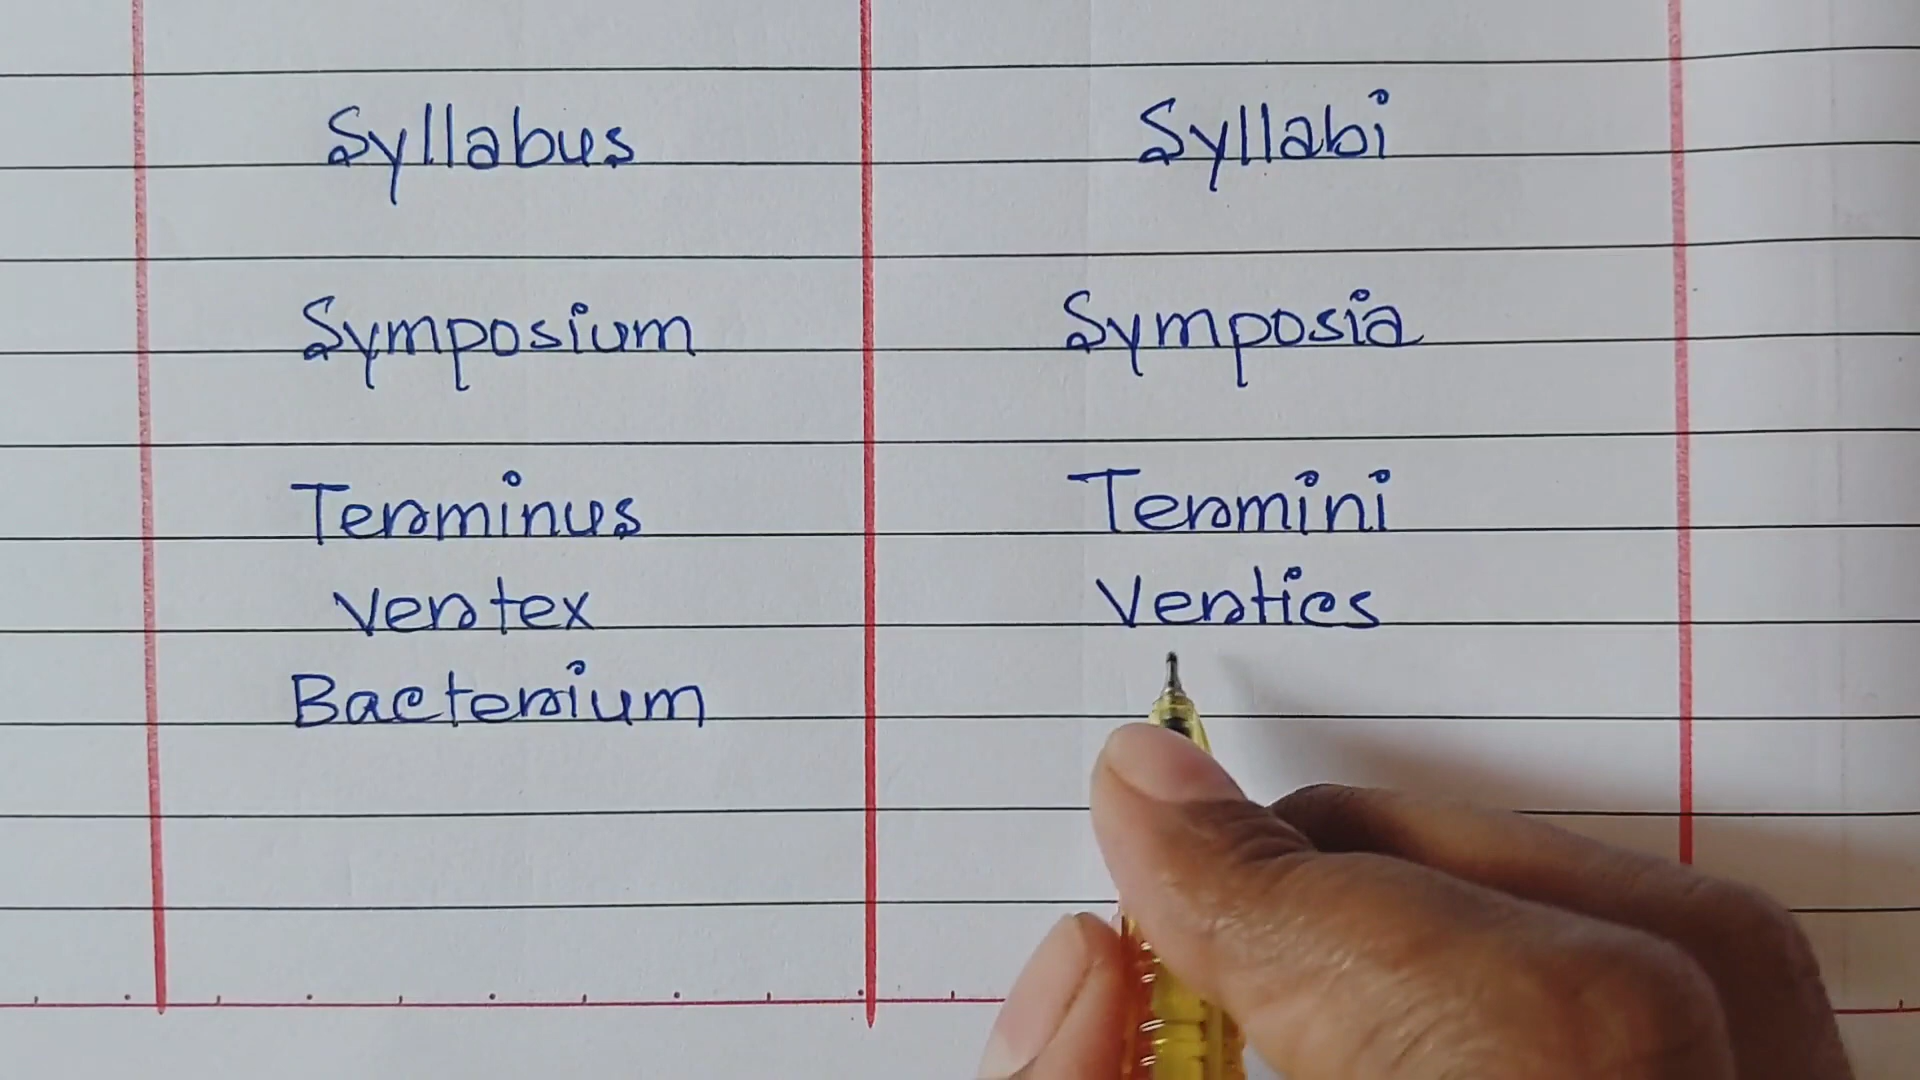 Syllabus Syllabi
Symposium Symposia
Terminus Termini
Vertex Vertics
Bacterium